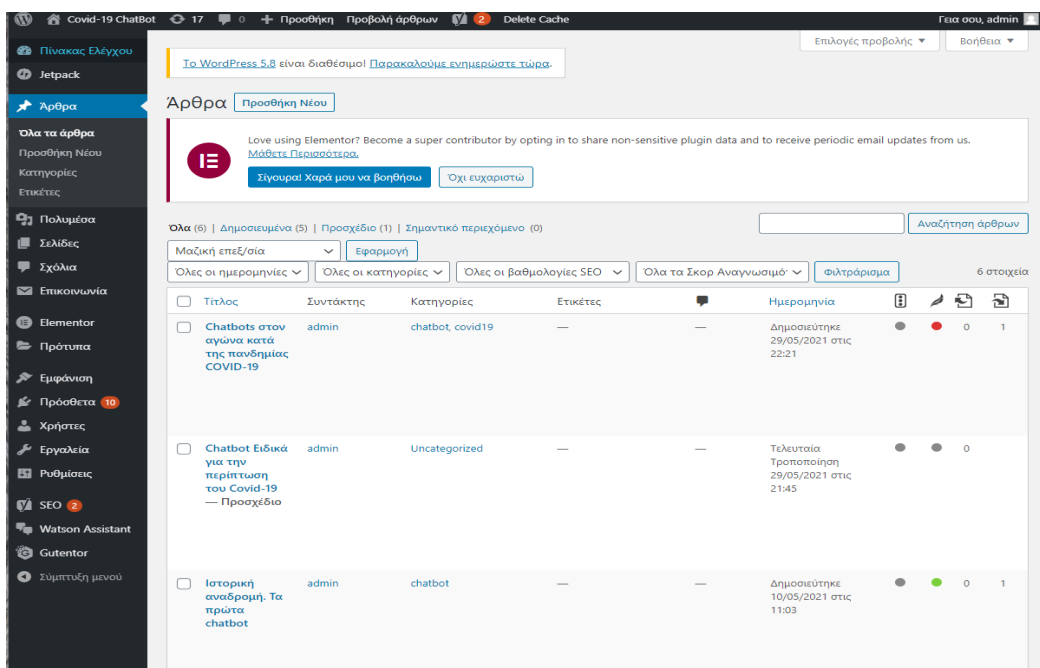 Covid-19 ChatBot 17 0 Προσθήκη Προβολή άρθρων 2 Delete Cache Γεια σου, admin
Πίνακας Ελέγχου
Jetpack
Άρθρα
Όλα τα άρθρα
Προσθήκη Νέου
Κατηγορίες
Ετικέτες
Πολυμέσα
Σελίδες
Σχόλια
Επικοινωνία
Elementor
Πρότυπα
Εμφάνιση
Πρόσθετα 10
Χρήστες
Εργαλεία
Ρυθμίσεις
SEO 2
Watson Assistant
Gutentor
Σύμπτυξη μενού
Επιλογές προβολής Βοήθεια
Το WordPress 5.8 είναι διαθέσιμο! Παρακαλούμε ενημερώστε τώρα.
Άρθρα Προσθήκη Νέου
Love using Elementor? Become a super contributor by opting in to share non-sensitive plugin data and to receive periodic email updates from us.
Μάθετε Περισσότερα.
Σίγουρα! Χαρά μου να βοηθήσω Όχι ευχαριστώ
Όλα (6) | Δημοσιευμένα (5) | Προσχέδιο (1) | Σημαντικό περιεχόμενο (0)
Αναζήτηση άρθρων
Μαζική επεξ/σία Εφαρμογή
Όλες οι ημερομηνίες Όλες οι κατηγορίες Όλες οι βαθμολογίες SEO Όλα τα Σκορ Αναγνωσιμό Φιλτράρισμα 6 στοιχεία
Τίτλος Συντάκτης Κατηγορίες Ετικέτες Ημερομηνία
Chatbots στον admin chatbot, covid19 — — Δημοσιεύτηκε 0 1
αγώνα κατά 29/05/2021 στις
της πανδημίας 22:21
COVID-19
Chatbot Ειδικά admin Uncategorized — — Τελευταία 0
για την Τροποποίηση
περίπτωση 29/05/2021 στις
του Covid-19 21:45
— Προσχέδιο
Ιστορική admin chatbot — — Δημοσιεύτηκε 0 1
αναδρομή. Τα 10/05/2021 στις
πρώτα 11:03
chatbot